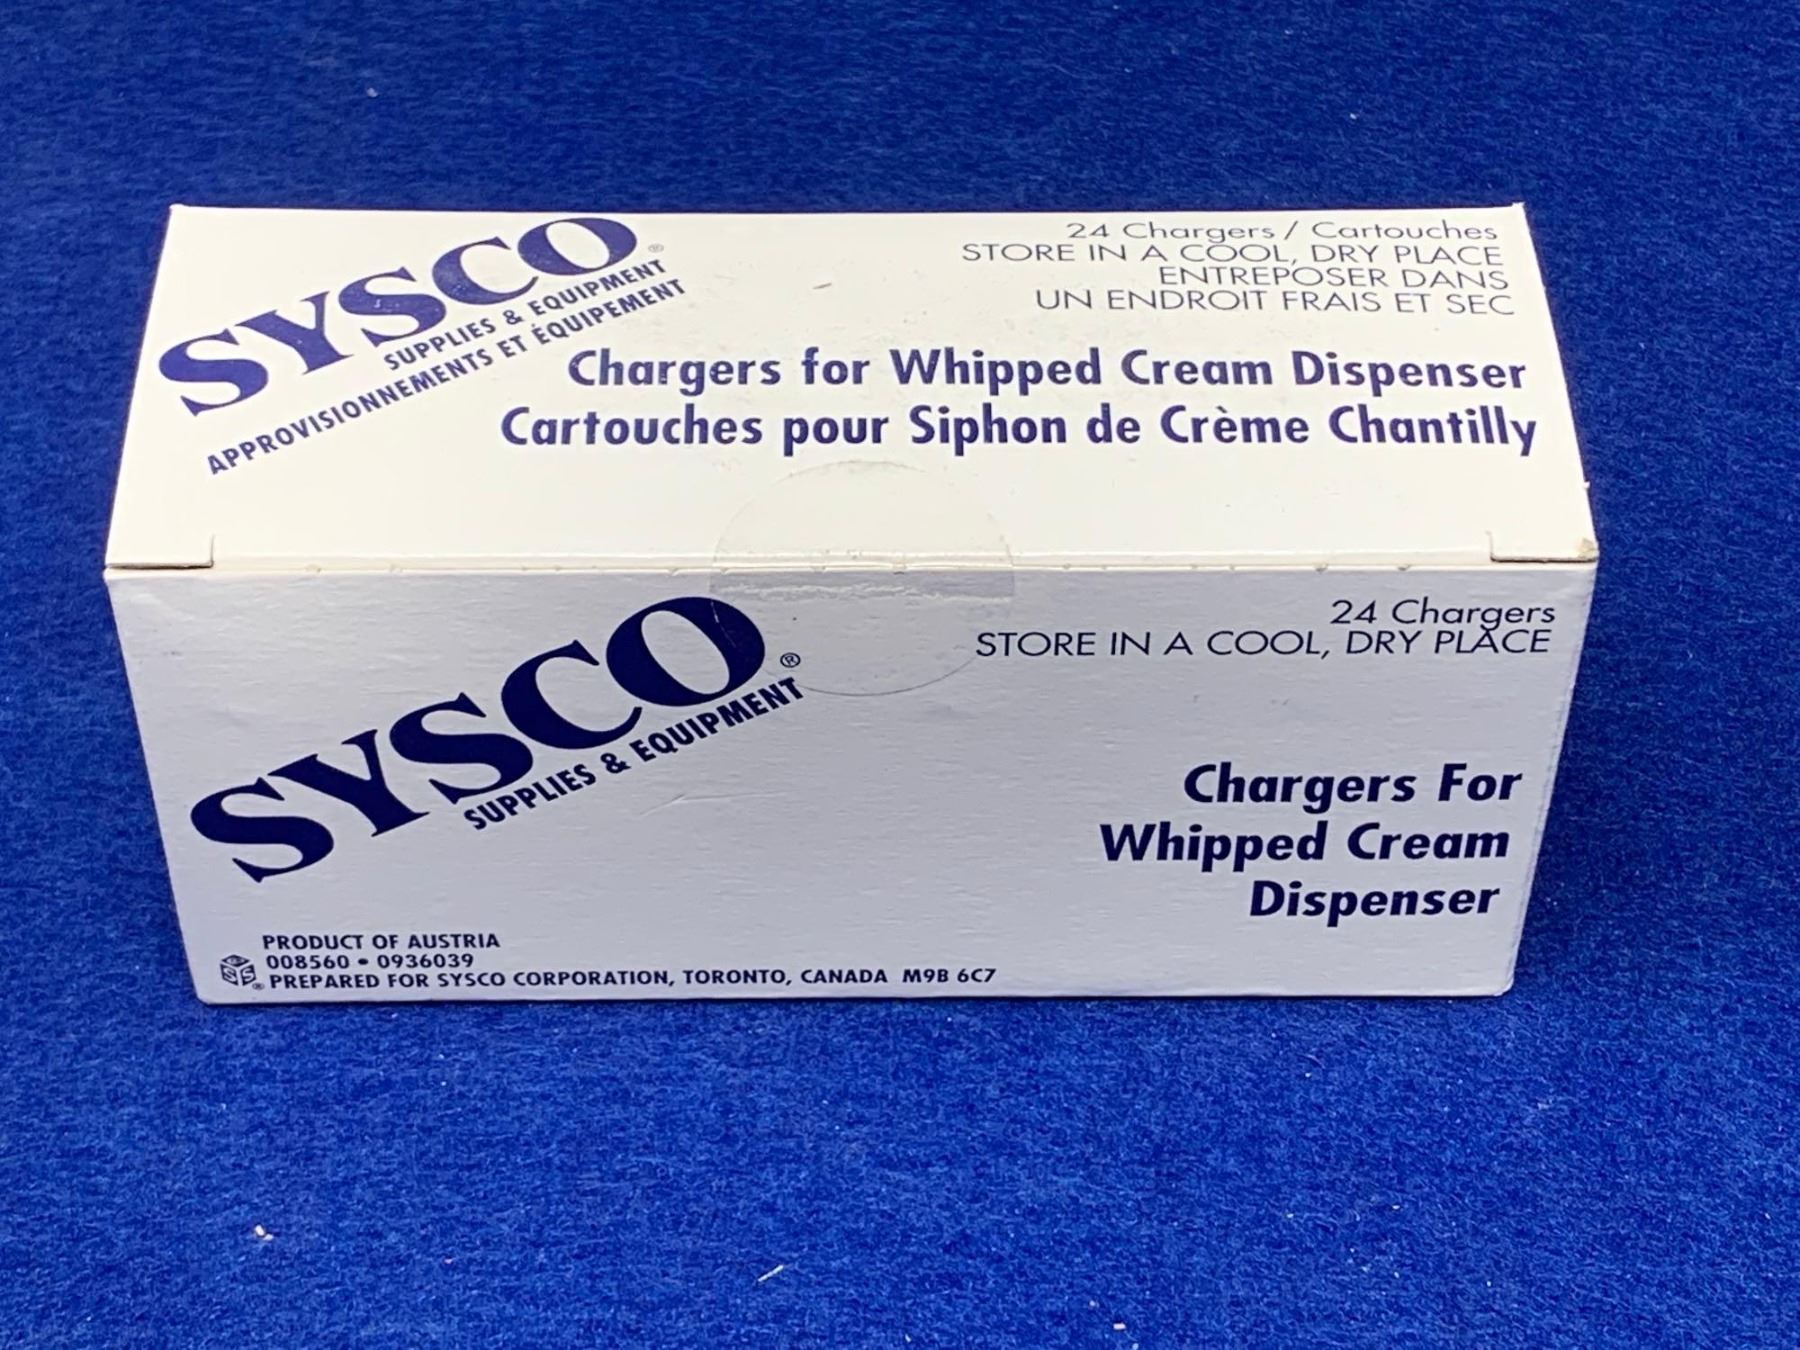 SYSCO®
SUPPLIES & EQUIPMENT
APPROVISIONNEMENTS ET ÉQUIPEMENT
24 Chargers / Cartouches
STORE IN A COOL, DRY PLACE
ENTREPOSER DANS
UN ENDROIT FRAIS ET SEC
Chargers for Whipped Cream Dispenser
Cartouches pour Siphon de Crème Chantilly
SYSCO®
SUPPLIES & EQUIPMENT
24 Chargers
STORE IN A COOL, DRY PLACE
Chargers For
Whipped Cream
Dispenser
PRODUCT OF AUSTRIA
008560 • 0936039
PREPARED FOR SYSCO CORPORATION, TORONTO, CANADA M9B 6C7